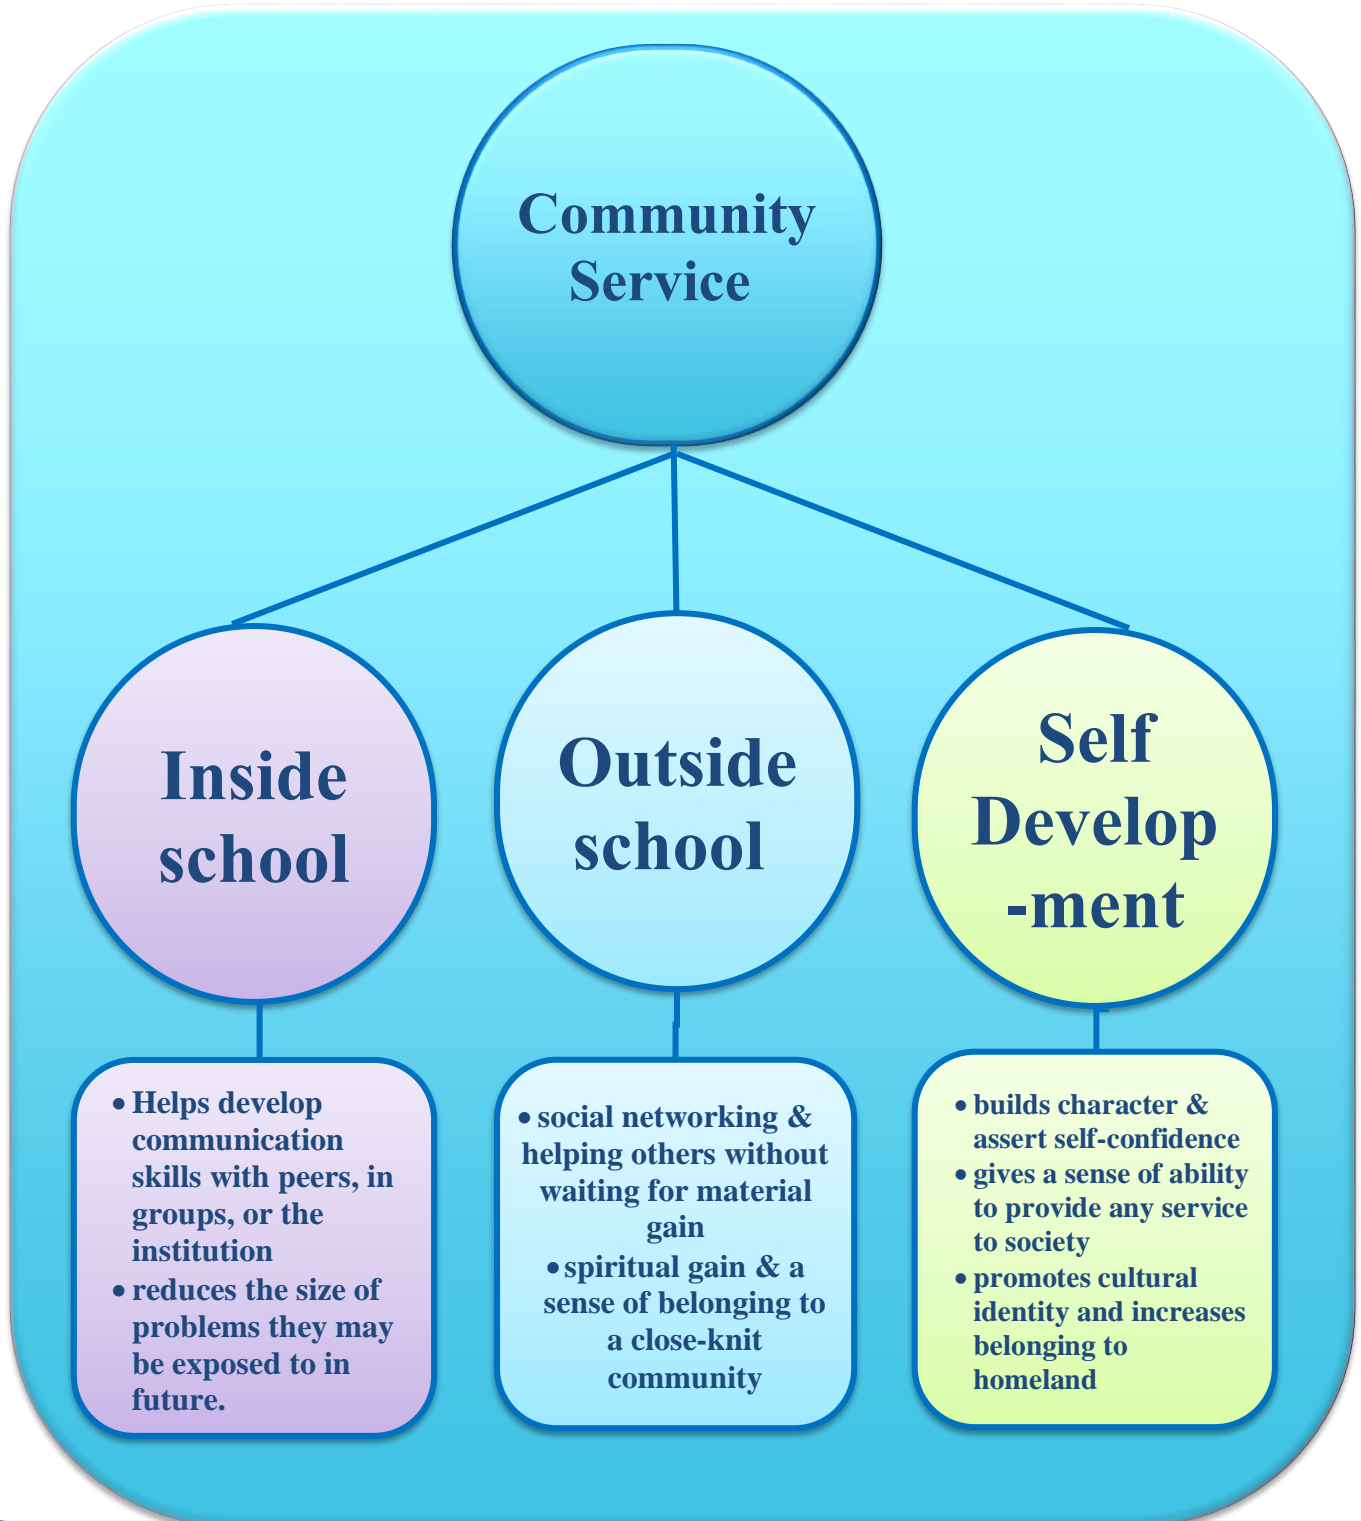 Community
Service
Inside
school
Outside
school
Self
Develop
-ment
• Helps develop
communication
skills with peers, in
groups, or the
institution
• reduces the size of
problems they may
be exposed to in
future.
• social networking &
helping others without
waiting for material
gain
• spiritual gain & a
sense of belonging to
a close-knit
community
• builds character &
assert self-confidence
• gives a sense of ability
to provide any service
to society
• promotes cultural
identity and increases
belonging to
homeland